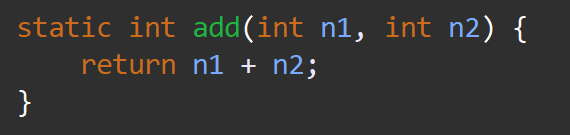 static int add(int n1, int n2) {
    return n1 + n2;
}